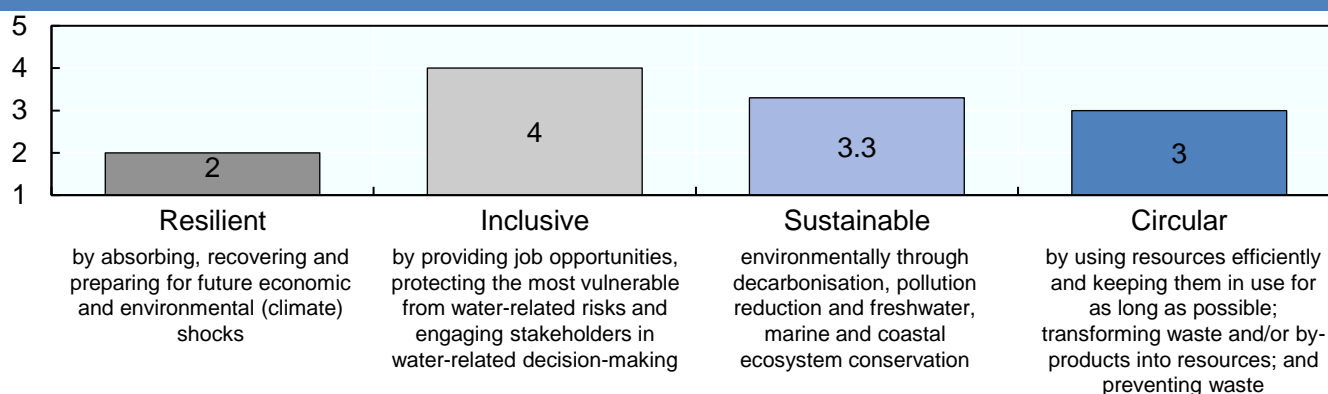 5
4
3
2
1
2
4
3.3
3
Resilient
by absorbing, recovering and
preparing for future economic
and environmental (climate)
shocks
Inclusive
by providing job opportunities,
protecting the most vulnerable
from water-related risks and
engaging stakeholders in
water-related decision-making
Sustainable
environmentally through
decarbonisation, pollution
reduction and freshwater,
marine and coastal
ecosystem conservation
Circular
by using resources efficiently
and keeping them in use for
as long as possible;
transforming waste and/or by-
products into resources; and
preventing waste